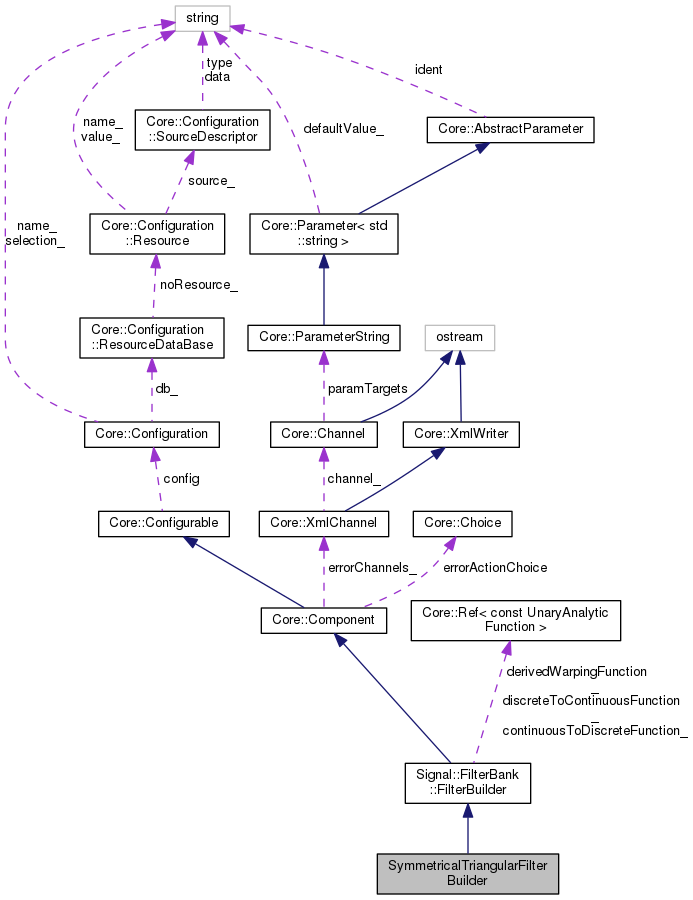 string
type
data
ident
name_
value_
Core::Configuration
::SourceDescriptor
defaultValue_
Core::AbstractParameter
source_
name_
selection_
Core::Configuration
::Resource
Core::Parameter< std
::string >
noResource_
Core::Configuration
::ResourceDataBase
Core::ParameterString
ostream
db_
paramTargets
Core::Configuration
Core::Channel
Core::XmlWriter
config
channel_
Core::Configurable
Core::XmlChannel
Core::Choice
errorChannels_
errorActionChoice
Core::Component
Core::Ref< const UnaryAnalytic
Function >
derivedWarpingFunction
_
discreteToContinuousFunction
_
continuousToDiscreteFunction_
Signal::FilterBank
::FilterBuilder
SymmetricalTriangularFilter
Builder